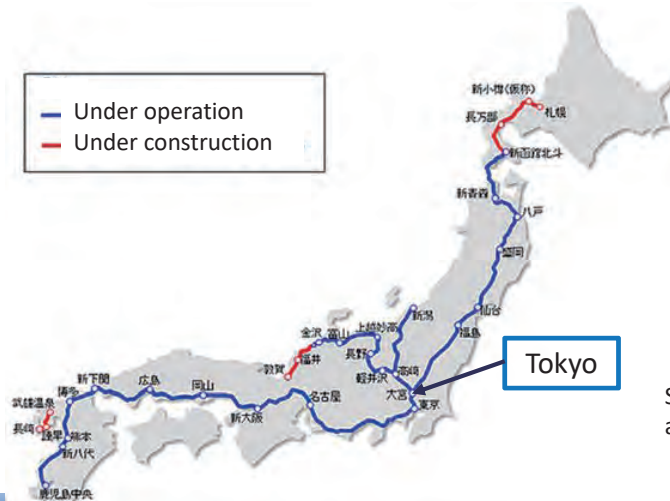 Under operation
Under construction
新小樽(仮称)
札幌
長万部
新函館北斗
新青森
八戸
盛岡
仙台
福島
新潟
上越妙高
富山
金沢
福井
敦賀
長野
軽井沢
高崎
大宮
東京
Tokyo
名古屋
新大阪
岡山
広島
新下関
博多
武雄温泉
長崎
諫早
熊本
新八代
鹿児島中央
S
a